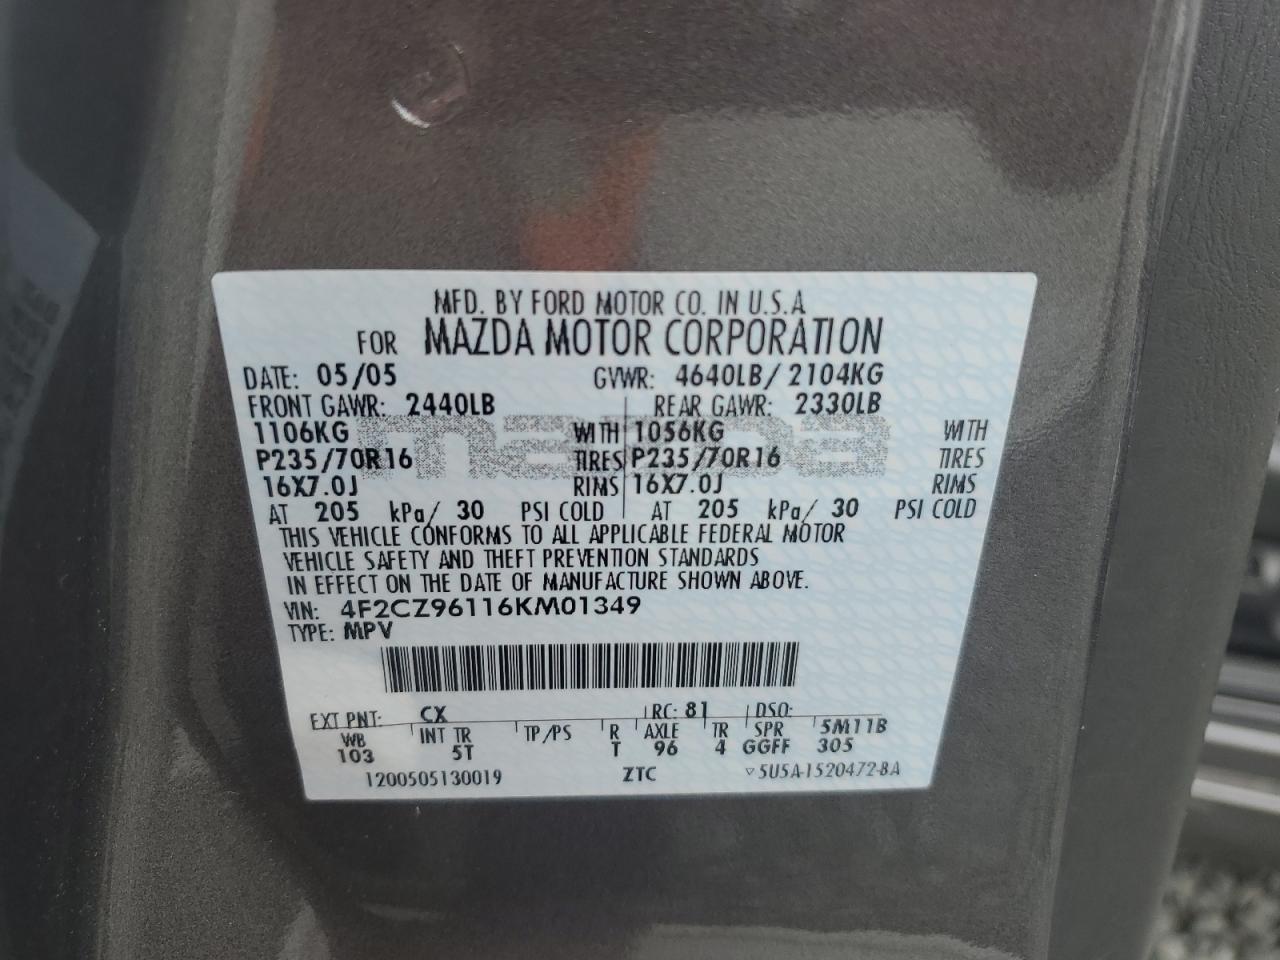 MFD. BY FORD MOTOR CO. IN U.S.A
FOR MAZDA MOTOR CORPORATION
DATE: 05/05 GVWR: 4640LB/ 2104KG
FRONT GAWR: 2440LB REAR GAWR: 2330LB
1106KG WITH 1056KG WITH
mazda
P235/70R16 TIRES P235/70R16 TIRES
16X7.0J RIMS 16X7.0J RIMS
AT 205 kPa/ 30 PSI COLD AT 205 kPa/ 30 PSI COLD
THIS VEHICLE CONFORMS TO ALL APPLICABLE FEDERAL MOTOR
VEHICLE SAFETY AND THEFT PREVENTION STANDARDS
IN EFFECT ON THE DATE OF MANUFACTURE SHOWN ABOVE.
VIN: 4F2CZ96116KM01349
TYPE: MPV
EXT PNT: CX RC: 81 DSO:
WB INT TR TP/PS R AXLE TR SPR 5M11B
103 5T T 96 4 GGFF 305
1200505130019 ZTC ▽5U5A-1520472-BA